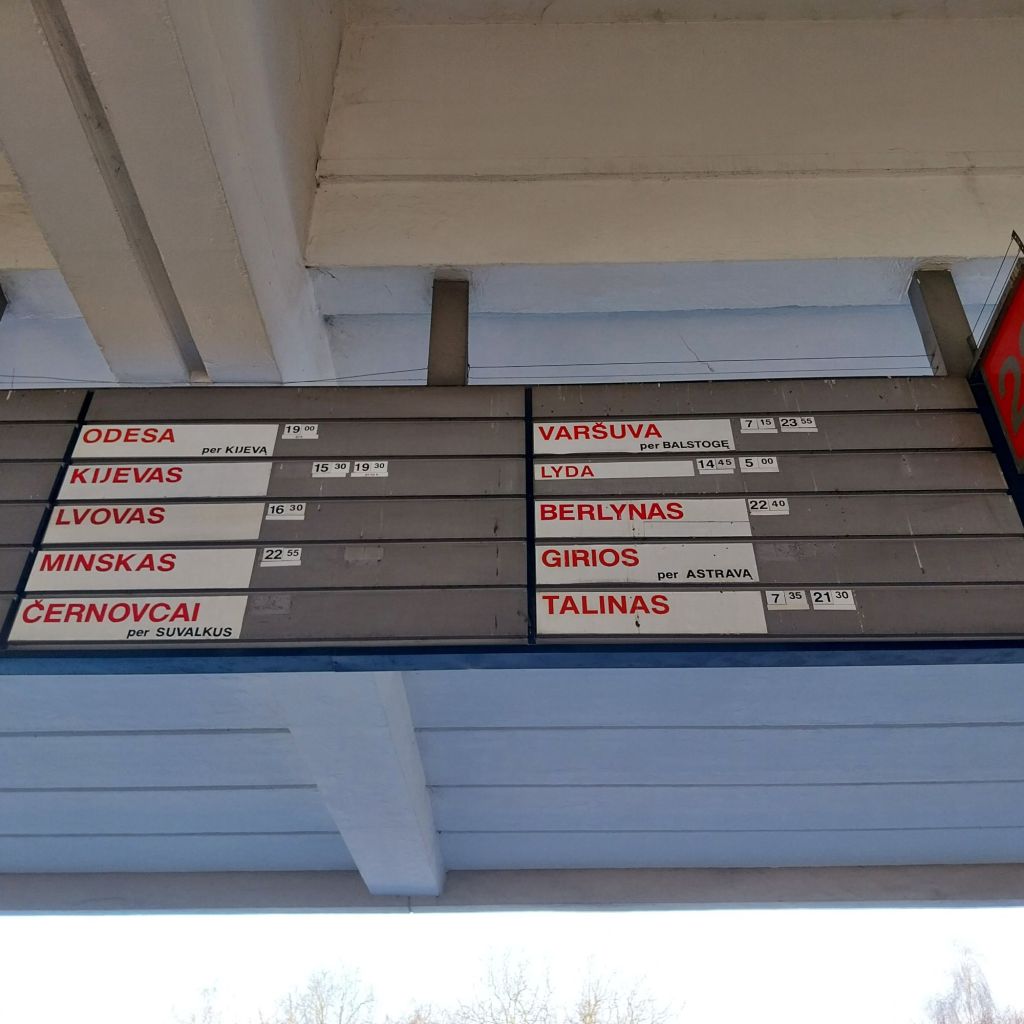 ODESA 19 00
per KIJEVĄ
KIJEVAS 15 30 19 30
LVOVAS 16 30
MINSKAS 22 55
ČERNOVCAI
per SUVALKUS
VARŠUVA 7 15 23 55
per BALSTOGĘ
LYDA 14 45 5 00
BERLYNAS 22 40
GIRIOS
per ASTRAVĄ
TALINAS 7 35 21 30